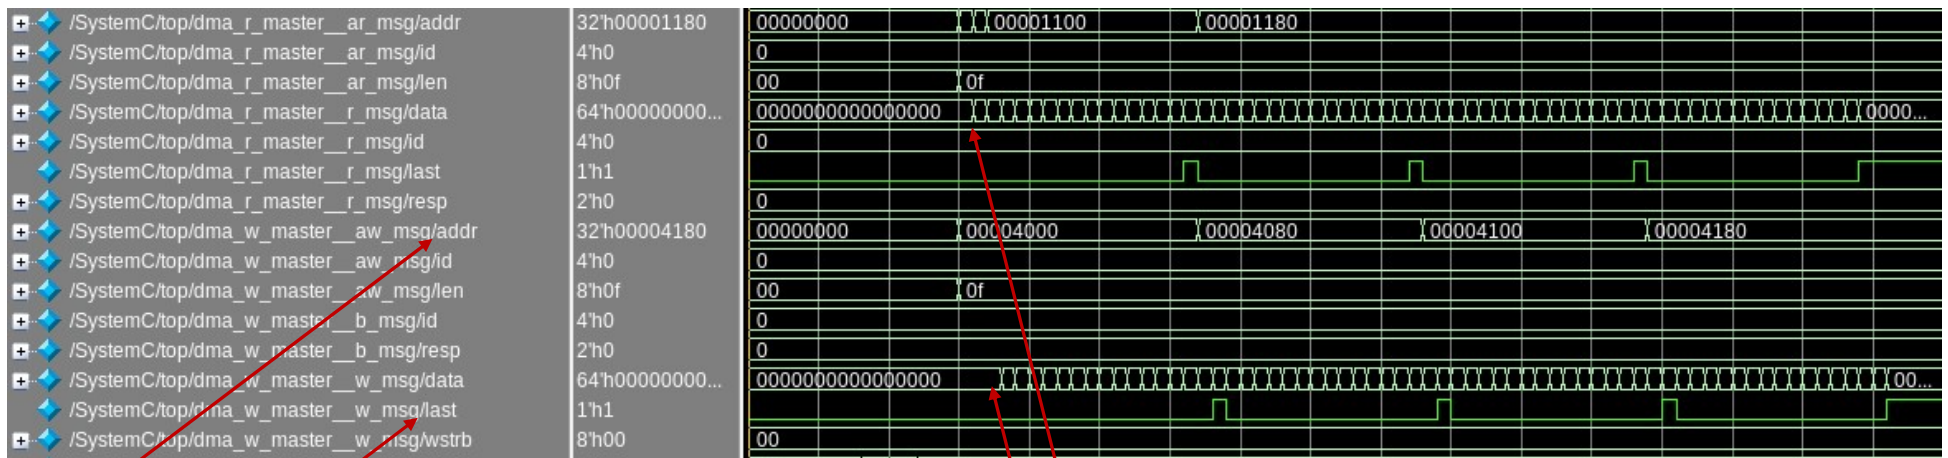 /SystemC/top/dma_r_master__ar_msg/addr 32'h00001180 00000000 00001100 00001180
/SystemC/top/dma_r_master__ar_msg/id 4'h0 0
/SystemC/top/dma_r_master__ar_msg/len 8'h0f 00 0f
/SystemC/top/dma_r_master__r_msg/data 64'h00000000... 0000000000000000 0000...
/SystemC/top/dma_r_master__r_msg/id 4'h0 0
/SystemC/top/dma_r_master__r_msg/last 1'h1
/SystemC/top/dma_r_master__r_msg/resp 2'h0 0
/SystemC/top/dma_w_master__aw_msg/addr 32'h00004180 00000000 00004000 00004080 00004100 00004180
/SystemC/top/dma_w_master__aw_msg/id 4'h0 0
/SystemC/top/dma_w_master__aw_msg/len 8'h0f 00 0f
/SystemC/top/dma_w_master__b_msg/id 4'h0 0
/SystemC/top/dma_w_master__b_msg/resp 2'h0 0
/SystemC/top/dma_w_master__w_msg/data 64'h00000000... 0000000000000000 00...
/SystemC/top/dma_w_master__w_msg/last 1'h1
/SystemC/top/dma_w_master__w_msg/wstrb 8'h00 00